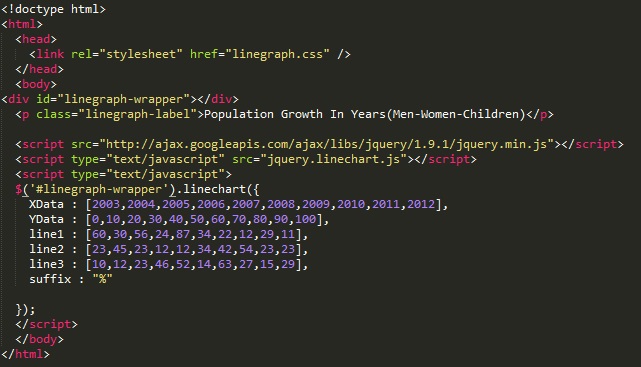 <!doctype html>
<html>
<head>
<link rel="stylesheet" href="linegraph.css" />
</head>
<body>
<div id="linegraph-wrapper"></div>
<p class="linegraph-label">Population Growth In Years(Men-Women-Children)</p>
<script src="http://ajax.googleapis.com/ajax/libs/jquery/1.9.1/jquery.min.js"></script>
<script type="text/javascript" src="jquery.linechart.js"></script>
<script type="text/javascript">
$('#linegraph-wrapper').linechart({
XData : [2003,2004,2005,2006,2007,2008,2009,2010,2011,2012],
YData : [0,10,20,30,40,50,60,70,80,90,100],
line1 : [60,30,56,24,87,34,22,12,29,11],
line2 : [23,45,23,12,12,34,42,54,23,23],
line3 : [10,12,23,46,52,14,63,27,15,29],
suffix : "%"
});
</script>
</body>
</html>